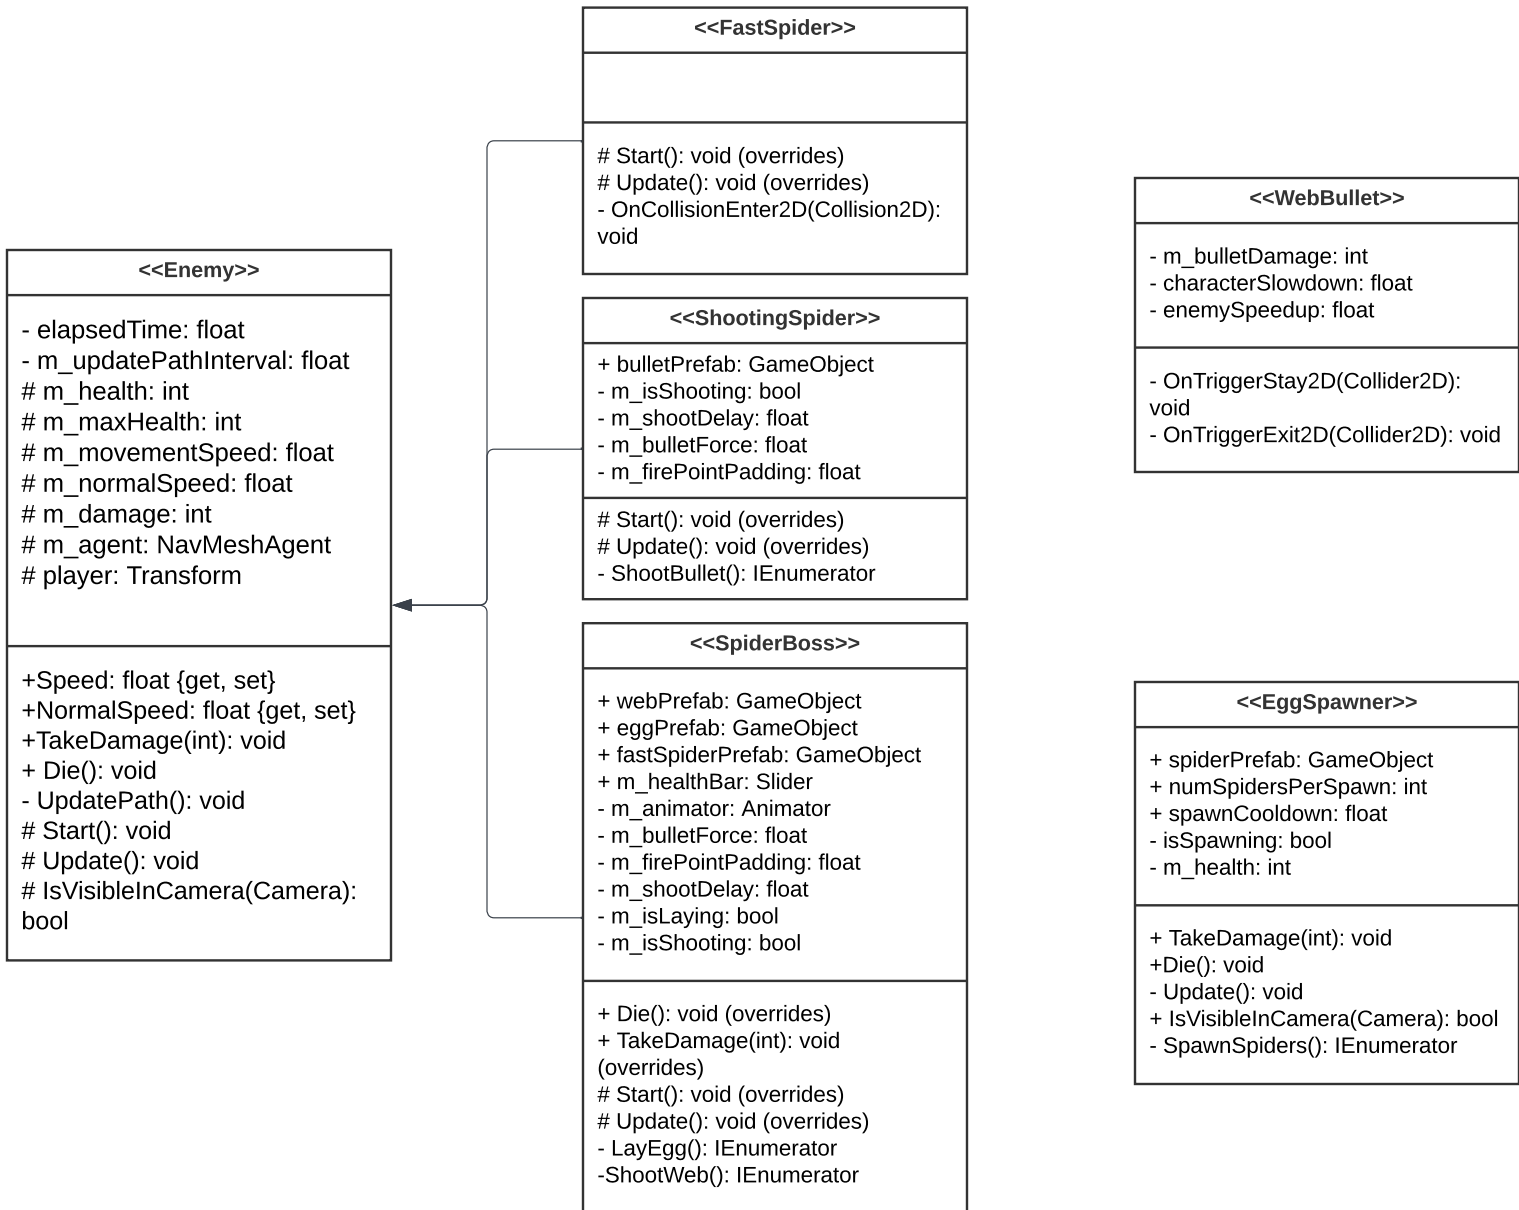 <<FastSpider>>
# Start(): void (overrides)
# Update(): void (overrides)
- OnCollisionEnter2D(Collision2D):
void
<<Enemy>>
- elapsedTime: float
- m_updatePathInterval: float
# m_health: int
# m_maxHealth: int
# m_movementSpeed: float
# m_normalSpeed: float
# m_damage: int
# m_agent: NavMeshAgent
# player: Transform
+Speed: float {get, set}
+NormalSpeed: float {get, set}
+TakeDamage(int): void
+ Die(): void
- UpdatePath(): void
# Start(): void
# Update(): void
# IsVisibleInCamera(Camera):
bool
<<ShootingSpider>>
+ bulletPrefab: GameObject
- m_isShooting: bool
- m_shootDelay: float
- m_bulletForce: float
- m_firePointPadding: float
# Start(): void (overrides)
# Update(): void (overrides)
- ShootBullet(): IEnumerator
<<SpiderBoss>>
+ webPrefab: GameObject
+ eggPrefab: GameObject
+ fastSpiderPrefab: GameObject
+ m_healthBar: Slider
- m_animator: Animator
- m_bulletForce: float
- m_firePointPadding: float
- m_shootDelay: float
- m_isLaying: bool
- m_isShooting: bool
+ Die(): void (overrides)
+ TakeDamage(int): void
(overrides)
# Start(): void (overrides)
# Update(): void (overrides)
- LayEgg(): IEnumerator
-ShootWeb(): IEnumerator
<<WebBullet>>
- m_bulletDamage: int
- characterSlowdown: float
- enemySpeedup: float
- OnTriggerStay2D(Collider2D):
void
- OnTriggerExit2D(Collider2D): void
<<EggSpawner>>
+ spiderPrefab: GameObject
+ numSpidersPerSpawn: int
+ spawnCooldown: float
- isSpawning: bool
- m_health: int
+ TakeDamage(int): void
+Die(): void
- Update(): void
+ IsVisibleInCamera(Camera): bool
- SpawnSpiders(): IEnumerator